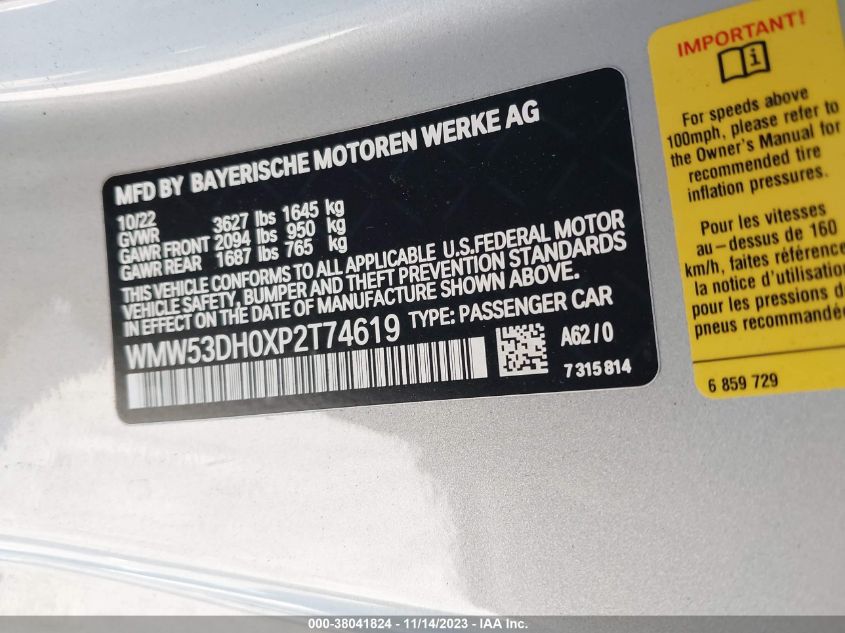 MFD BY BAYERISCHE MOTOREN WERKE AG
10/22
GVWR 3627 lbs 1645 kg
GAWR FRONT 2094 lbs 950 kg
GAWR REAR 1687 lbs 765 kg
THIS VEHICLE CONFORMS TO ALL APPLICABLE U.S.FEDERAL MOTOR
VEHICLE SAFETY, BUMPER AND THEFT PREVENTION STANDARDS
IN EFFECT ON THE DATE OF MANUFACTURE SHOWN ABOVE.
WMW53DH0XP2T74619 TYPE: PASSENGER CAR
A62/0
7 315 814
IMPORTANT!
i
For speeds above
100mph, please refer to
the Owner's Manual for
recommended tire
inflation pressures.
Pour les vitesses
au-dessus de 160
km/h, faites référence
la notice d'utilisation
pour les pressions de
pneus recommandées
6 859 729
000-38041824 - 11/14/2023 - IAA Inc.